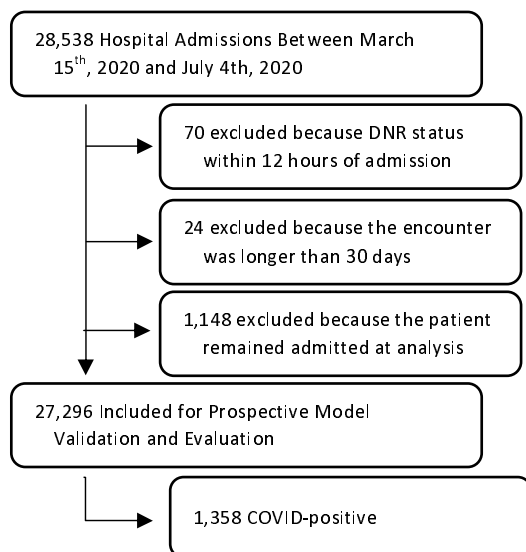 28,538 Hospital Admissions Between March
15th, 2020 and July 4th, 2020
70 excluded because DNR status
within 12 hours of admission
24 excluded because the encounter
was longer than 30 days
1,148 excluded because the patient
remained admitted at analysis
27,296 Included for Prospective Model
Validation and Evaluation
1,358 COVID-positive